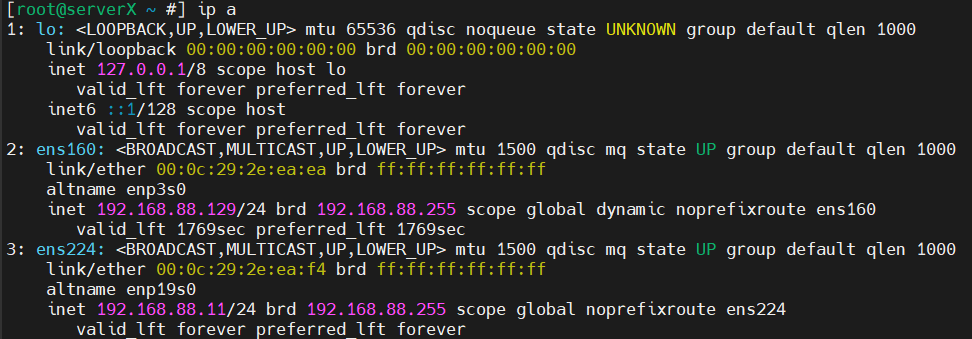 [root@serverX ~ #] ip a
1: lo: <LOOPBACK,UP,LOWER_UP> mtu 65536 qdisc noqueue state UNKNOWN group default qlen 1000
    link/loopback 00:00:00:00:00:00 brd 00:00:00:00:00:00
    inet 127.0.0.1/8 scope host lo
       valid_lft forever preferred_lft forever
    inet6 ::1/128 scope host
       valid_lft forever preferred_lft forever
2: ens160: <BROADCAST,MULTICAST,UP,LOWER_UP> mtu 1500 qdisc mq state UP group default qlen 1000
    link/ether 00:0c:29:2e:ea:ea brd ff:ff:ff:ff:ff:ff
    altname enp3s0
    inet 192.168.88.129/24 brd 192.168.88.255 scope global dynamic noprefixroute ens160
       valid_lft 1769sec preferred_lft 1769sec
3: ens224: <BROADCAST,MULTICAST,UP,LOWER_UP> mtu 1500 qdisc mq state UP group default qlen 1000
    link/ether 00:0c:29:2e:ea:f4 brd ff:ff:ff:ff:ff:ff
    altname enp19s0
    inet 192.168.88.11/24 brd 192.168.88.255 scope global noprefixroute ens224
       valid_lft forever preferred_lft forever